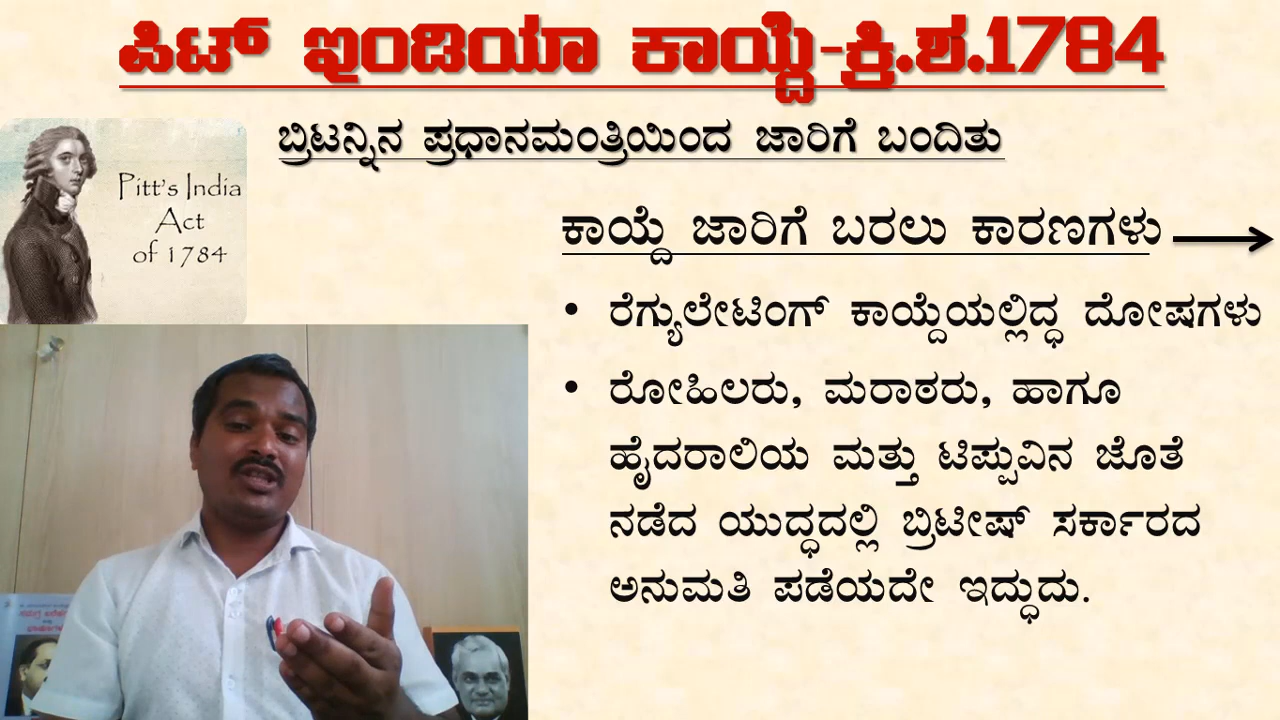 ಪಿಟ್ ಇಂಡಿಯಾ ಕಾಯ್ದೆ-ಕ್ರಿ.ಶ.1784
ಬ್ರಿಟನ್ನಿನ ಪ್ರಧಾನಮಂತ್ರಿಯಿಂದ ಜಾರಿಗೆ ಬಂದಿತು
Pitt's India
Act
of 1784
ಕಾಯ್ದೆ ಜಾರಿಗೆ ಬರಲು ಕಾರಣಗಳು
• ರೆಗ್ಯುಲೇಟಿಂಗ್ ಕಾಯ್ದೆಯಲ್ಲಿದ್ಧ ದೋಷಗಳು
• ರೋಹಿಲರು, ಮರಾಠರು, ಹಾಗೂ
ಹೈದರಾಲಿಯ ಮತ್ತು ಟಿಪ್ಪುವಿನ ಜೊತೆ
ನಡೆದ ಯುದ್ಧದಲ್ಲಿ ಬ್ರಿಟೀಷ್ ಸರ್ಕಾರದ
ಅನುಮತಿ ಪಡೆಯದೇ ಇದ್ಧುದು.